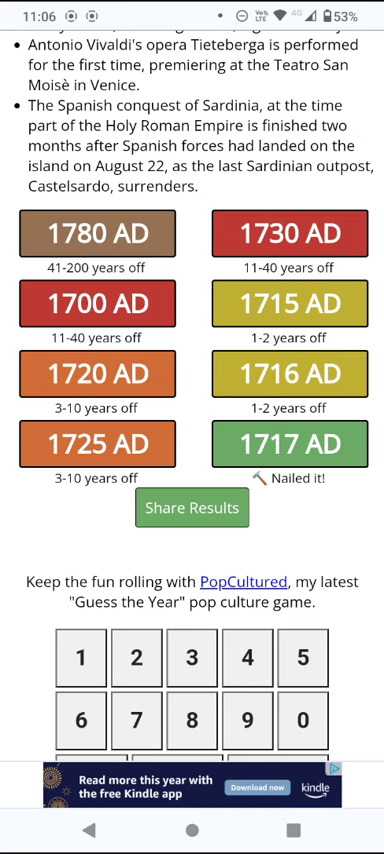 11:06 4G 53%
Antonio Vivaldi's opera Tieteberga is performed
for the first time, premiering at the Teatro San
Moisè in Venice.
The Spanish conquest of Sardinia, at the time
part of the Holy Roman Empire is finished two
months after Spanish forces had landed on the
island on August 22, as the last Sardinian outpost,
Castelsardo, surrenders.
1780 AD 1730 AD
41-200 years off 11-40 years off
1700 AD 1715 AD
11-40 years off 1-2 years off
1720 AD 1716 AD
3-10 years off 1-2 years off
1725 AD 1717 AD
3-10 years off 🔨 Nailed it!
Share Results
Keep the fun rolling with PopCultured, my latest
"Guess the Year" pop culture game.
1 2 3 4 5
6 7 8 9 0
Read more this year with
the free Kindle app
Download now
kindle